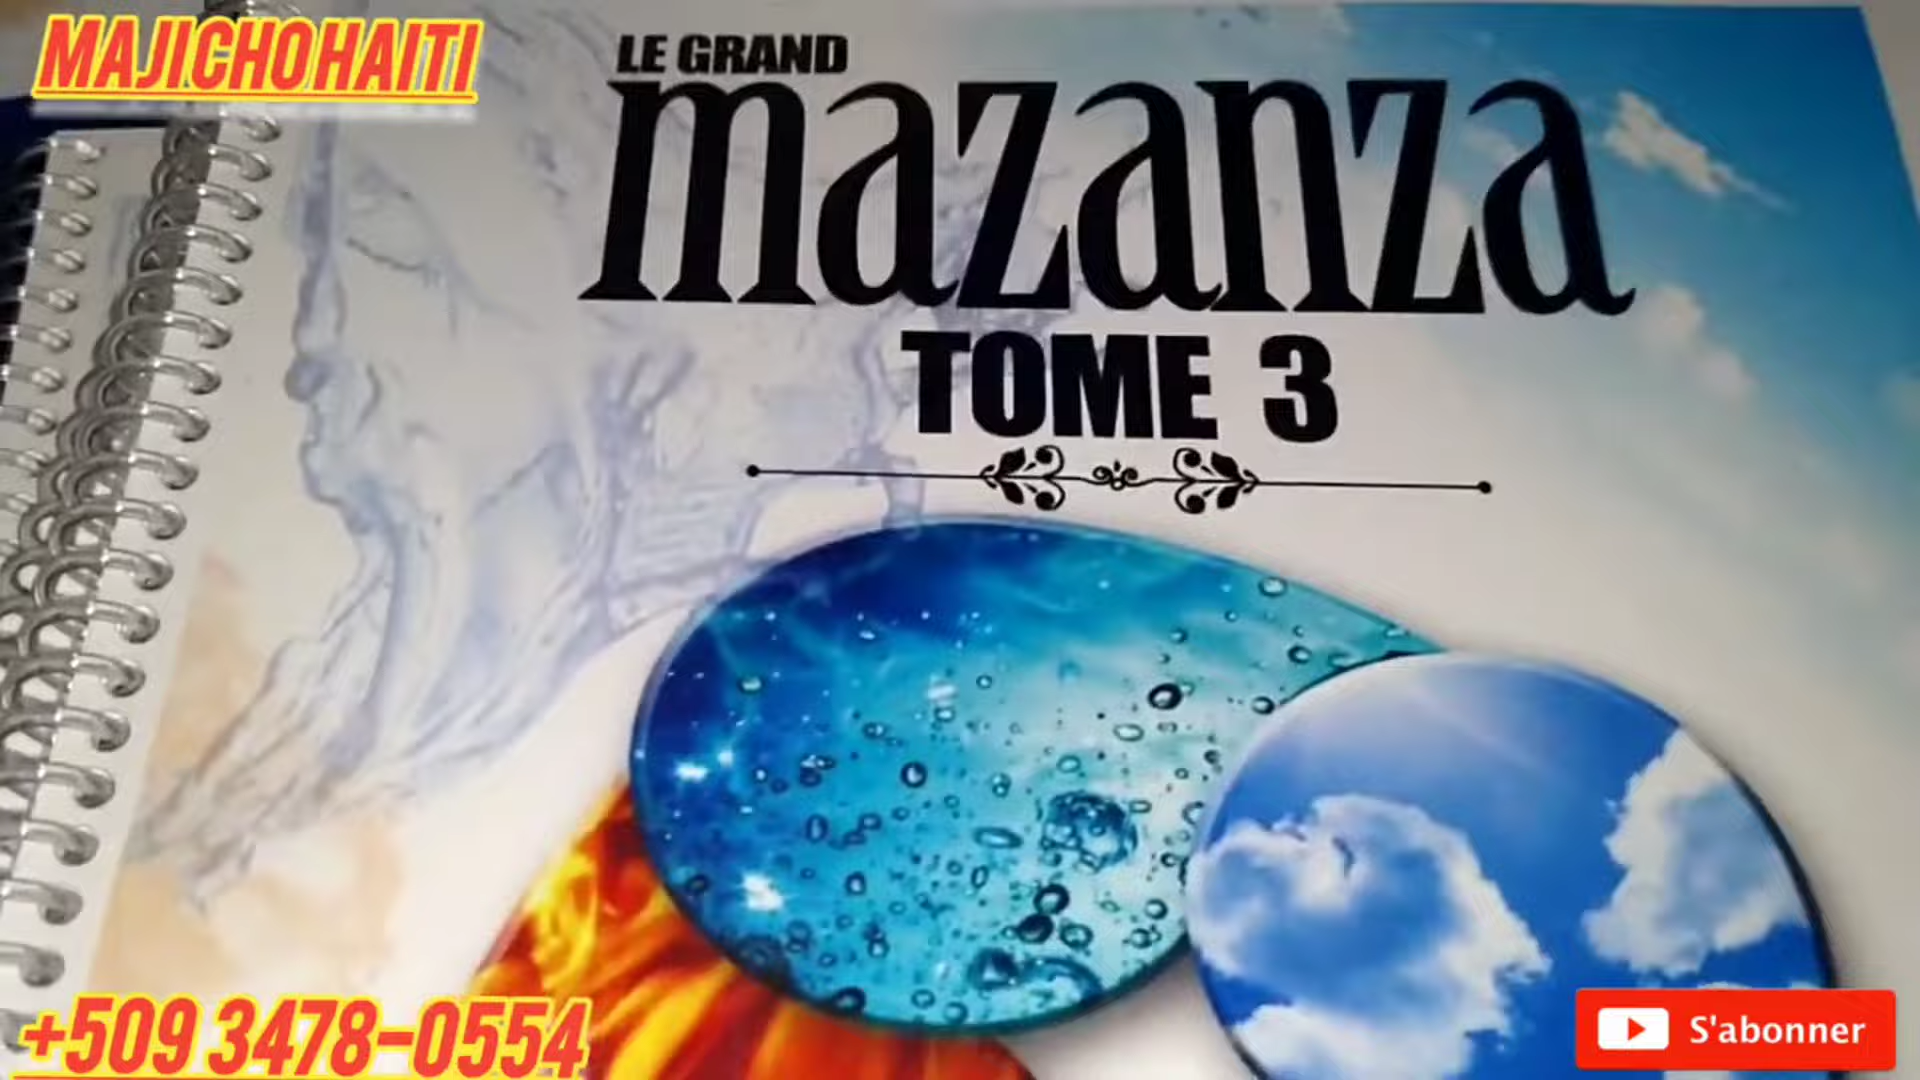 MAJICHOHAITI
LE GRAND
mazanza
TOME 3
+509 3478-0554
S'abonner